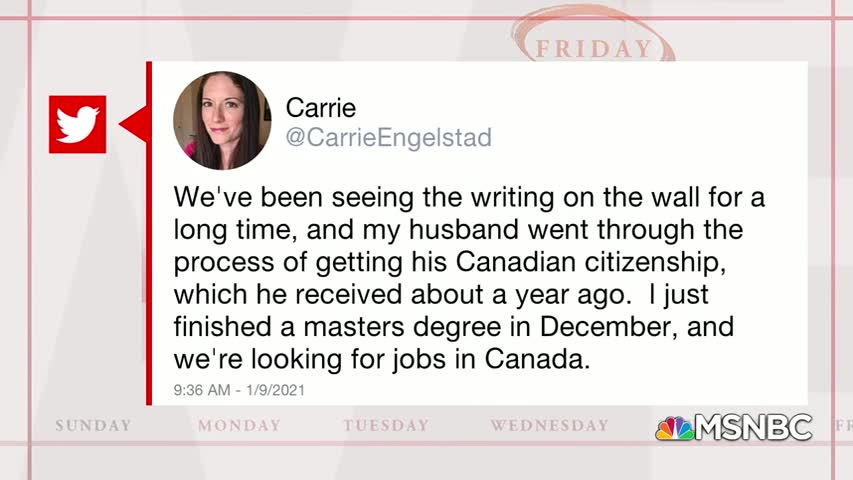 FRIDAY
Carrie
@CarrieEngelstad
We've been seeing the writing on the wall for a
long time, and my husband went through the
process of getting his Canadian citizenship,
which he received about a year ago.  I just
finished a masters degree in December, and
we're looking for jobs in Canada.
9:36 AM - 1/9/2021
SUNDAY MONDAY TUESDAY WEDNESDAY FR
MSNBC